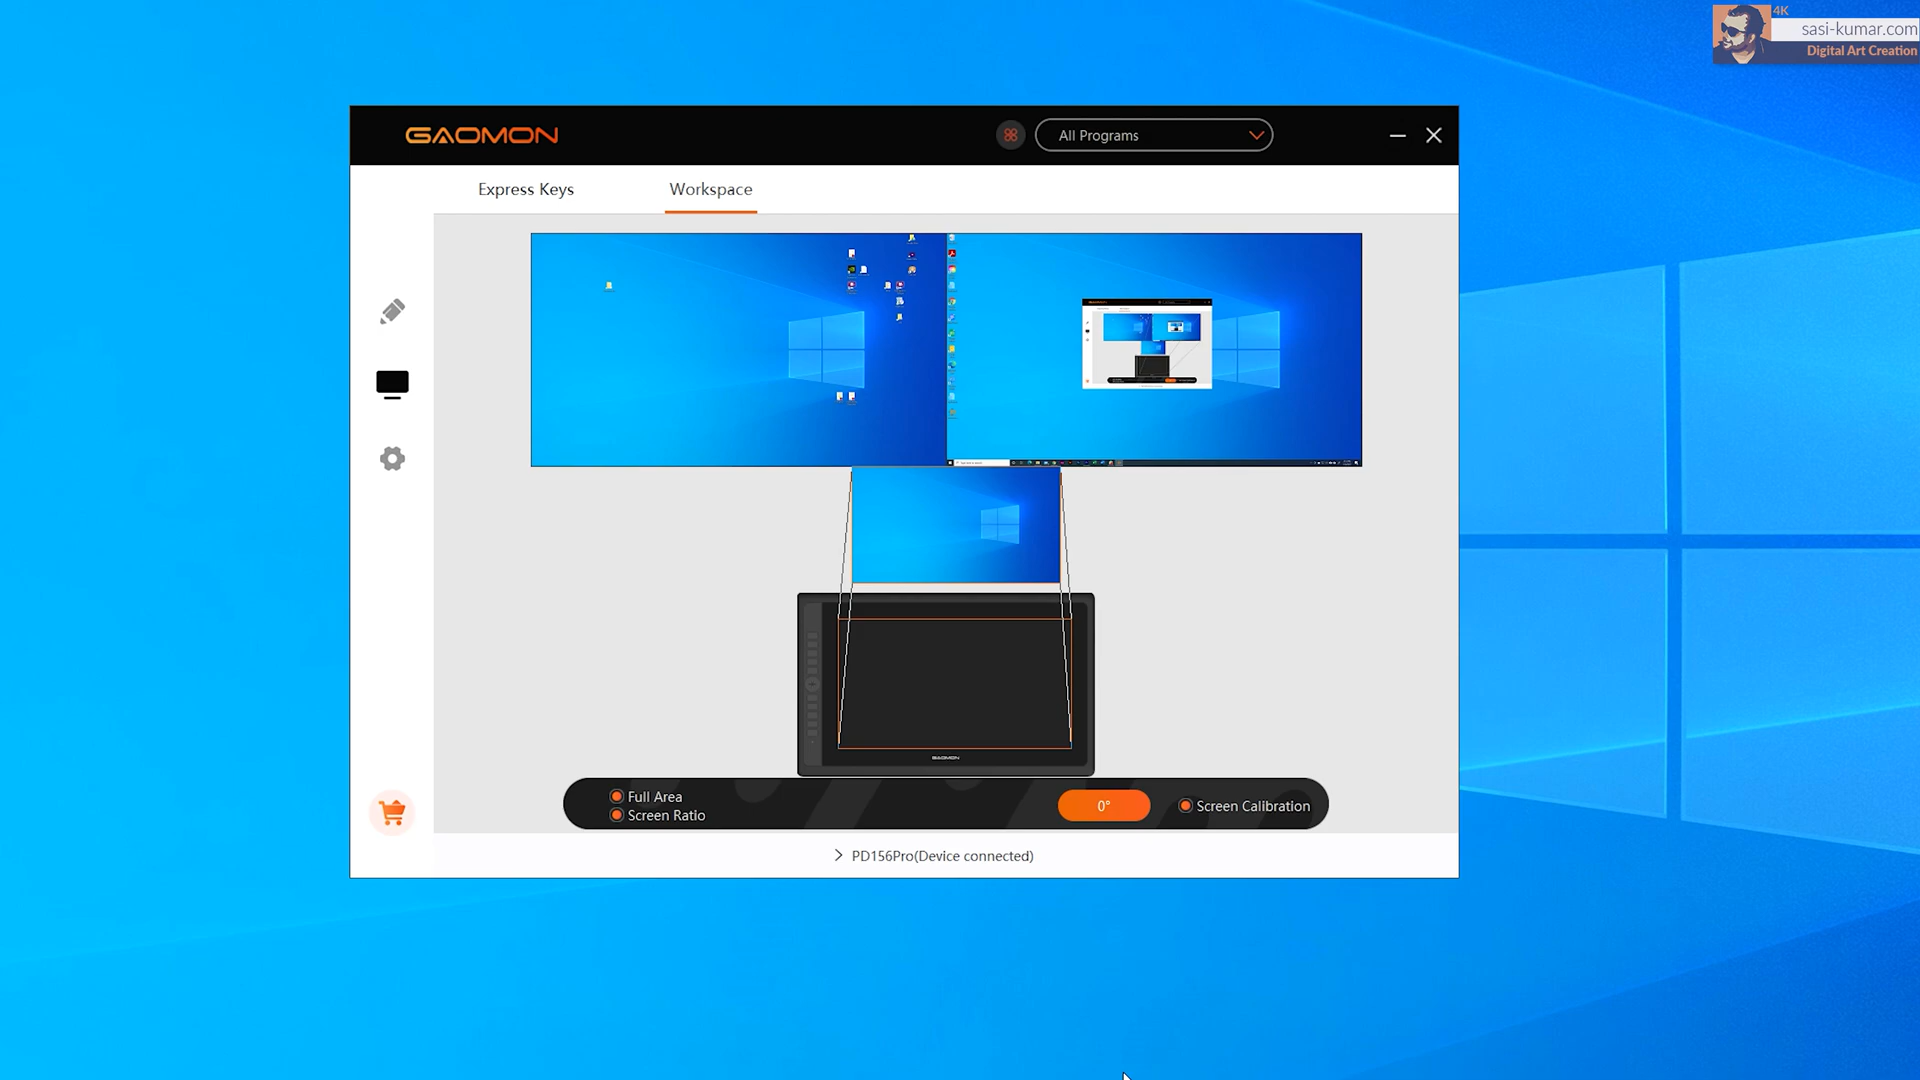 4K
sasi-kumar.com
Digital Art Creation
GAOMON
All Programs
Express Keys
Workspace
GAOMON
Full Area
Screen Ratio
0°
Screen Calibration
PD156Pro(Device connected)